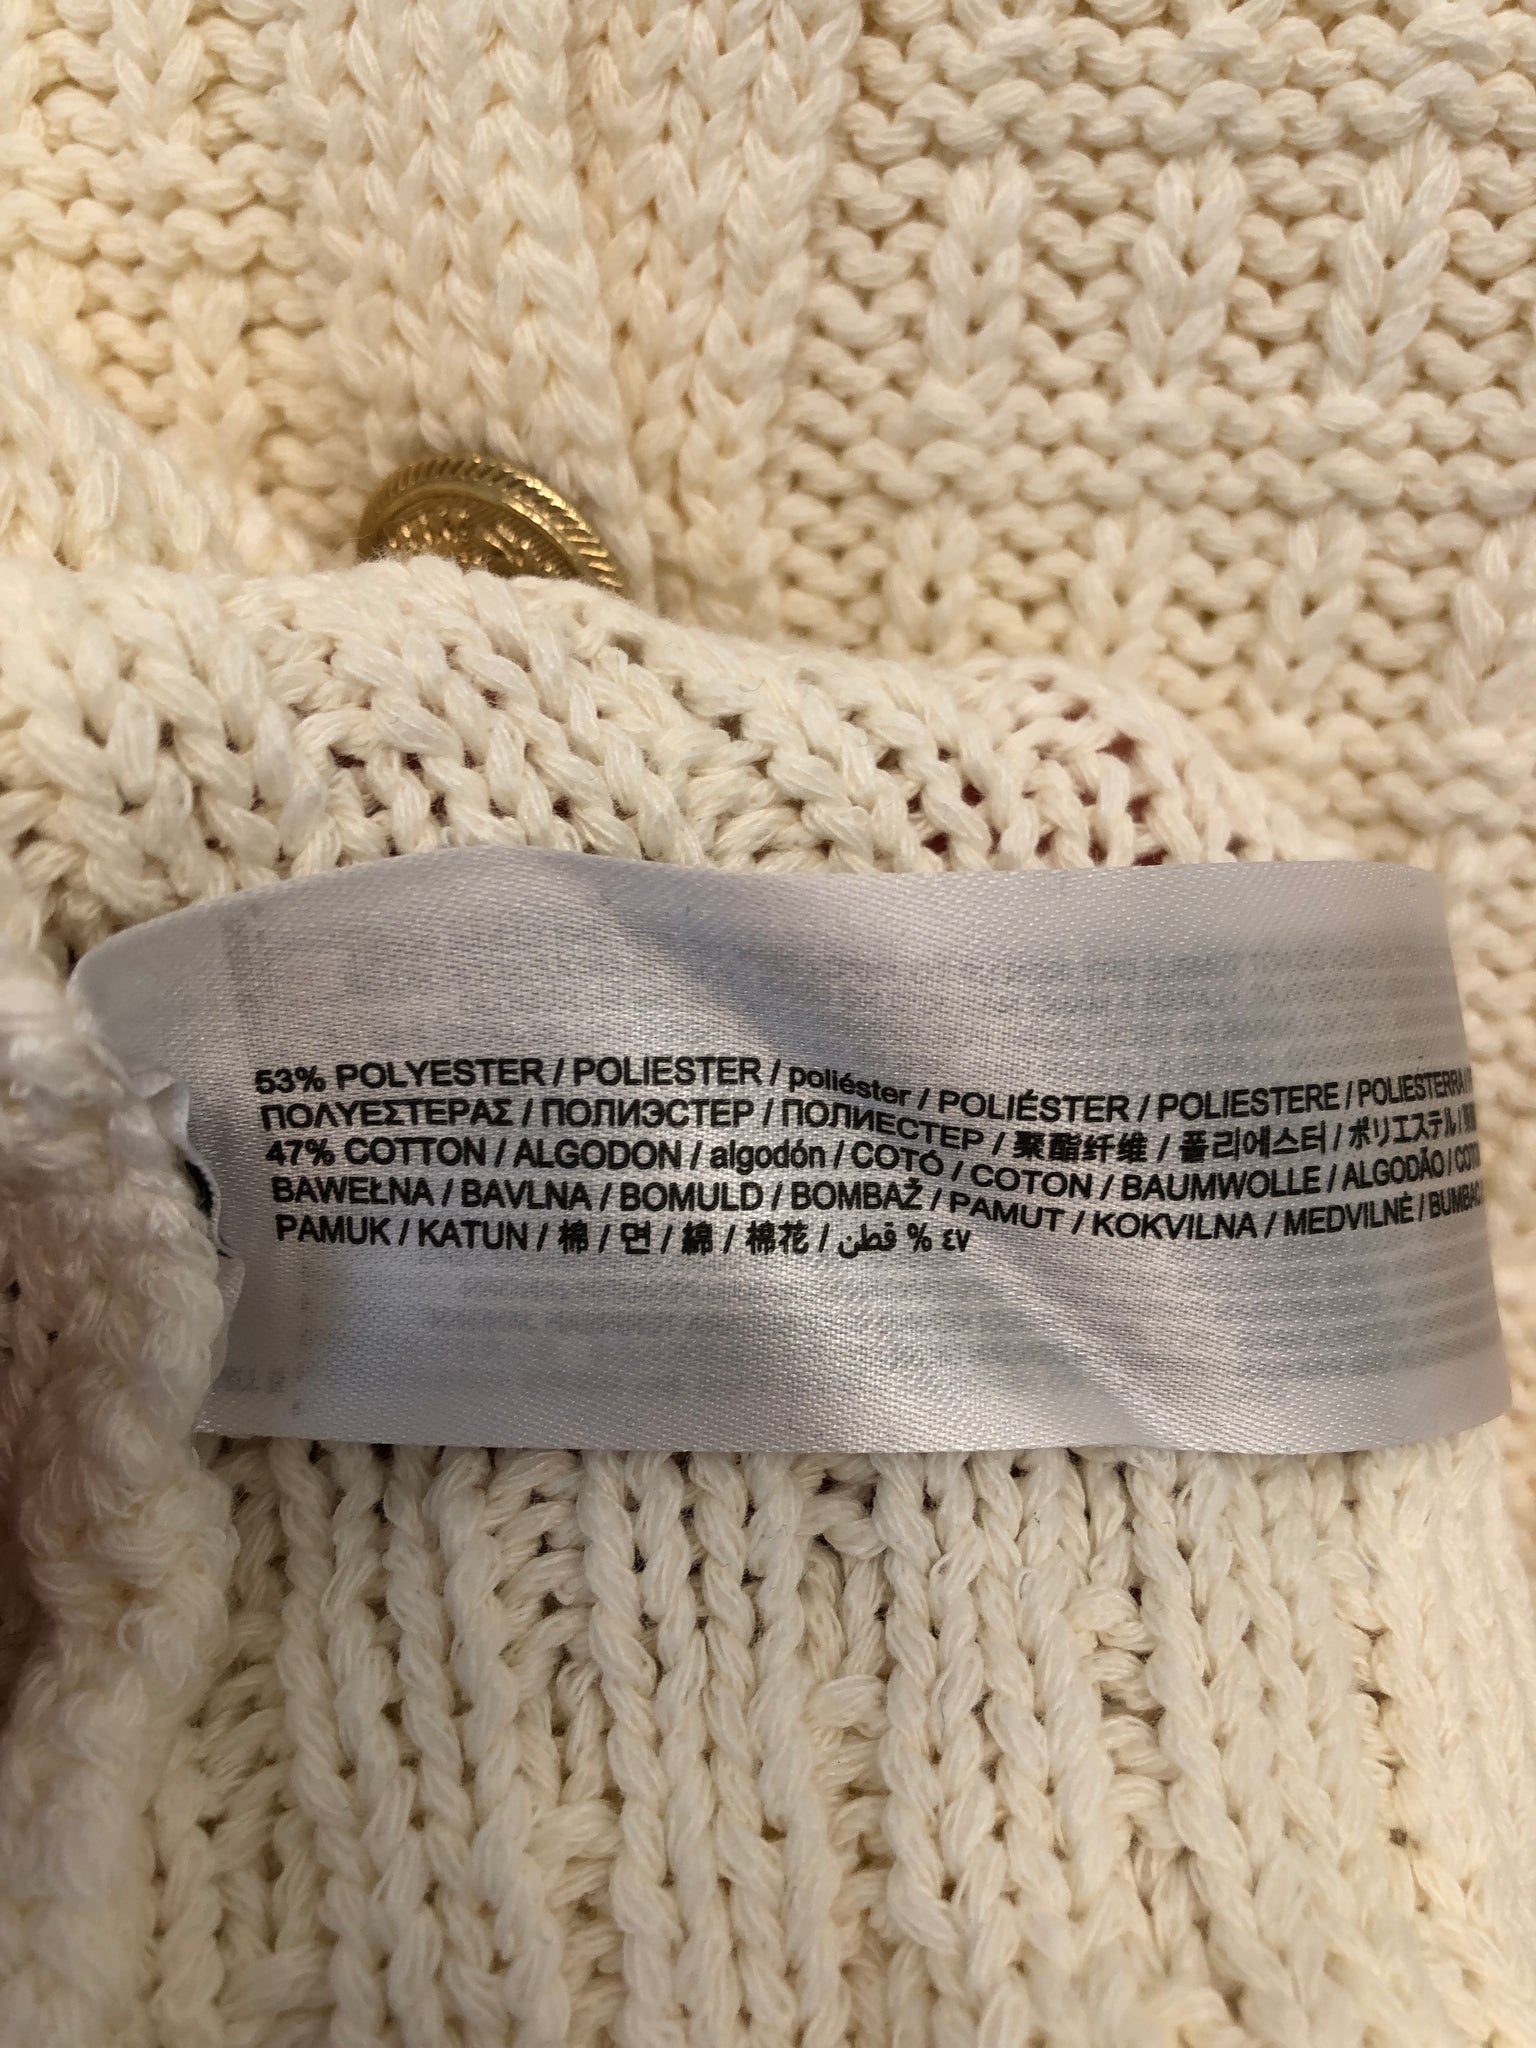 53% POLYESTER / POLIESTER / poliéster / POLIÉSTER / POLIESTERE / POLIESTERRA /
ΠΟΛΥΕΣΤΕΡΑΣ / ПОЛИЭСТЕР / ПОЛИЕСТЕР / 聚酯纤维 / 폴리에스터 / ポリエステル /
47% COTTON / ALGODON / algodón / COTÓ / COTON / BAUMWOLLE / ALGODÃO /
BAWEŁNA / BAVLNA / BOMULD / BOMBAŽ / PAMUT / KOKVILNA / MEDVILNĖ / BUMBAC
PAMUK / KATUN / 棉 / 면 / 綿 / 棉花 / قطن % ٤٧